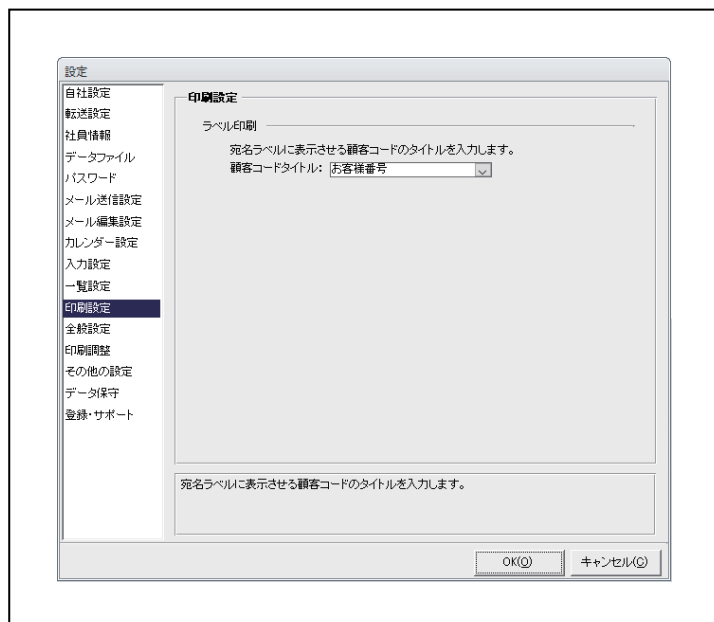 設定
自社設定
転送設定
社員情報
データファイル
パスワード
メール送信設定
メール編集設定
カレンダー設定
入力設定
一覧設定
印刷設定
全般設定
印刷調整
その他の設定
データ保守
登録・サポート
印刷設定
ラベル印刷
宛名ラベルに表示させる顧客コードのタイトルを入力します。
顧客コードタイトル: お客様番号
宛名ラベルに表示させる顧客コードのタイトルを入力します。
OK(O) キャンセル(C)